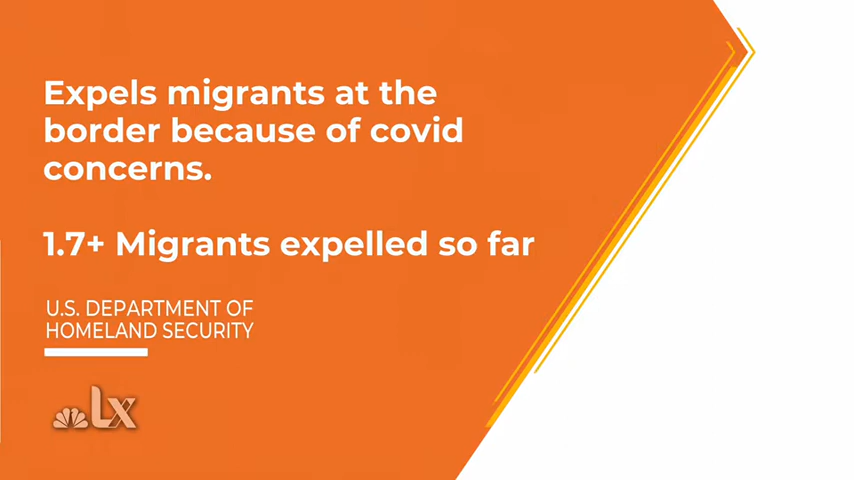 Expels migrants at the
border because of covid
concerns.
1.7+ Migrants expelled so far
U.S. DEPARTMENT OF
HOMELAND SECURITY
LX